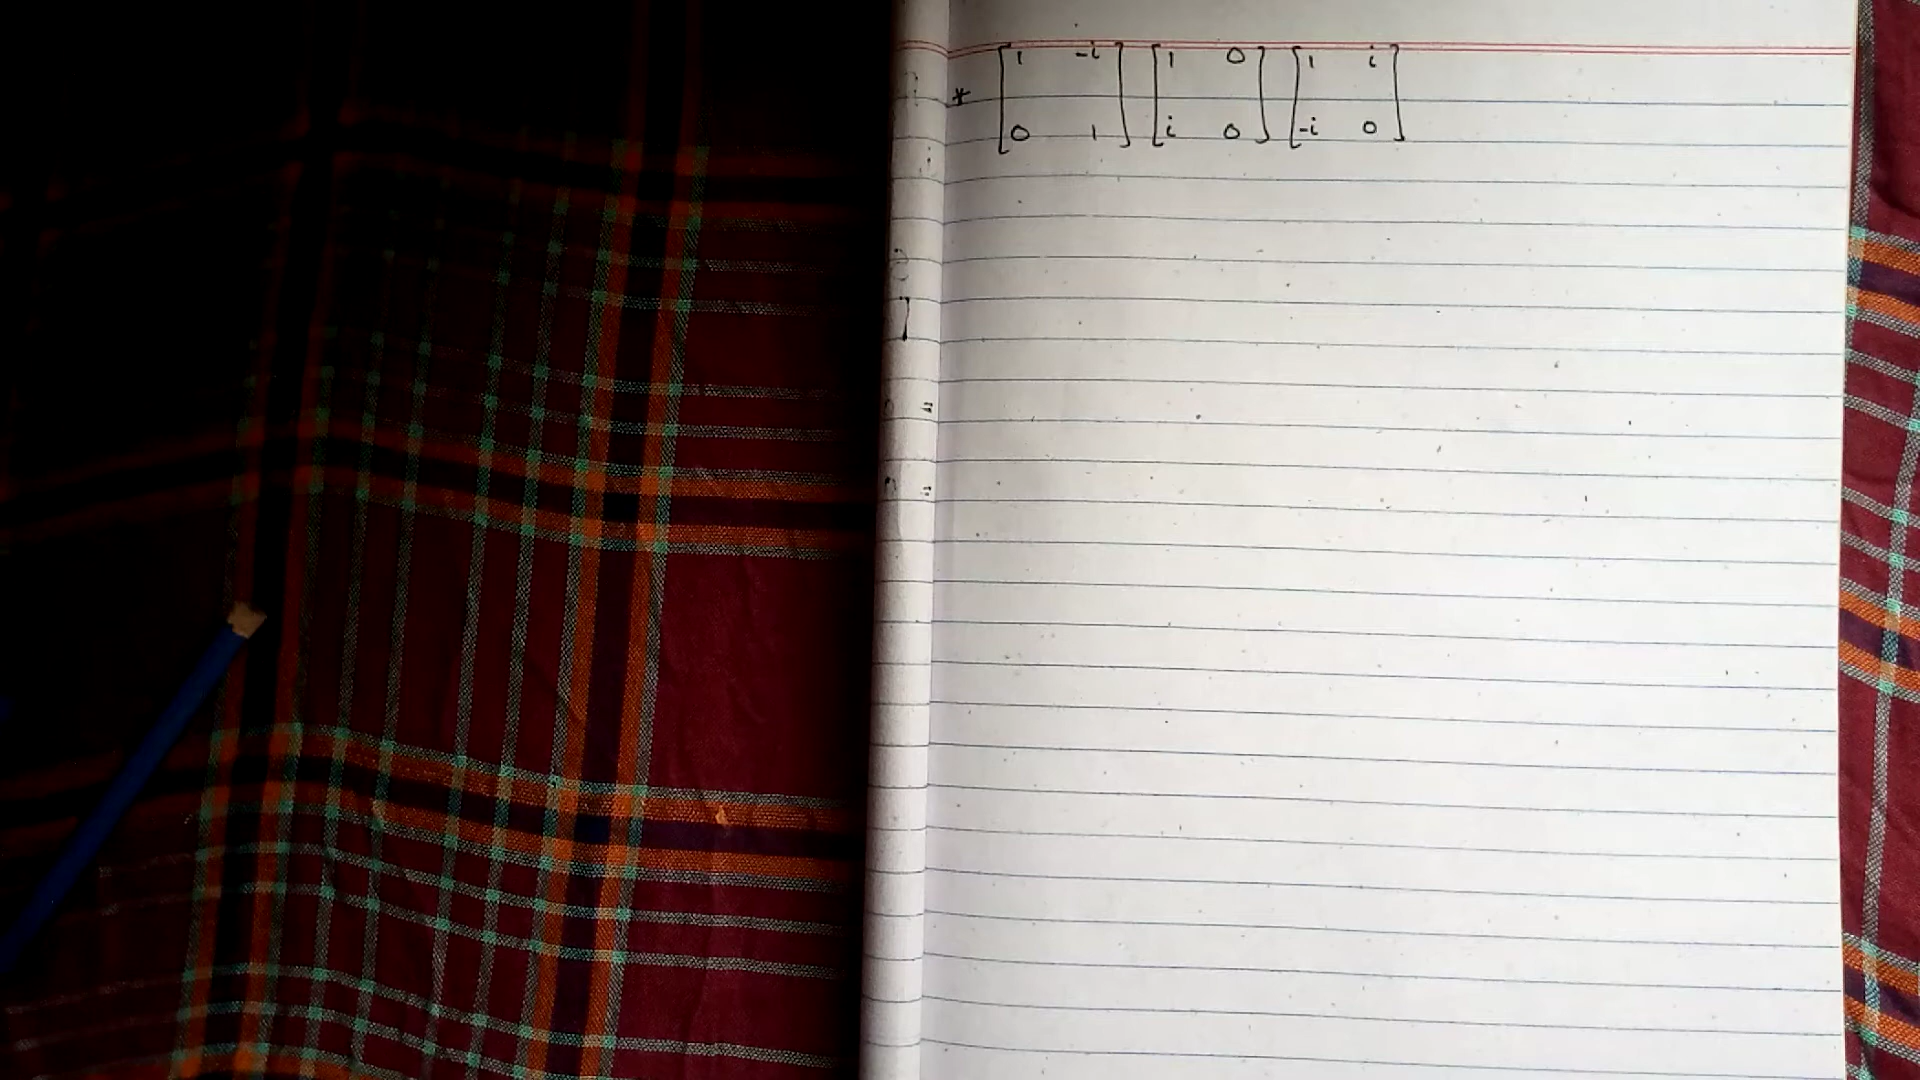 * [1 -i] [1 0] [1 i]
[0 1] [i 0] [-i 0]